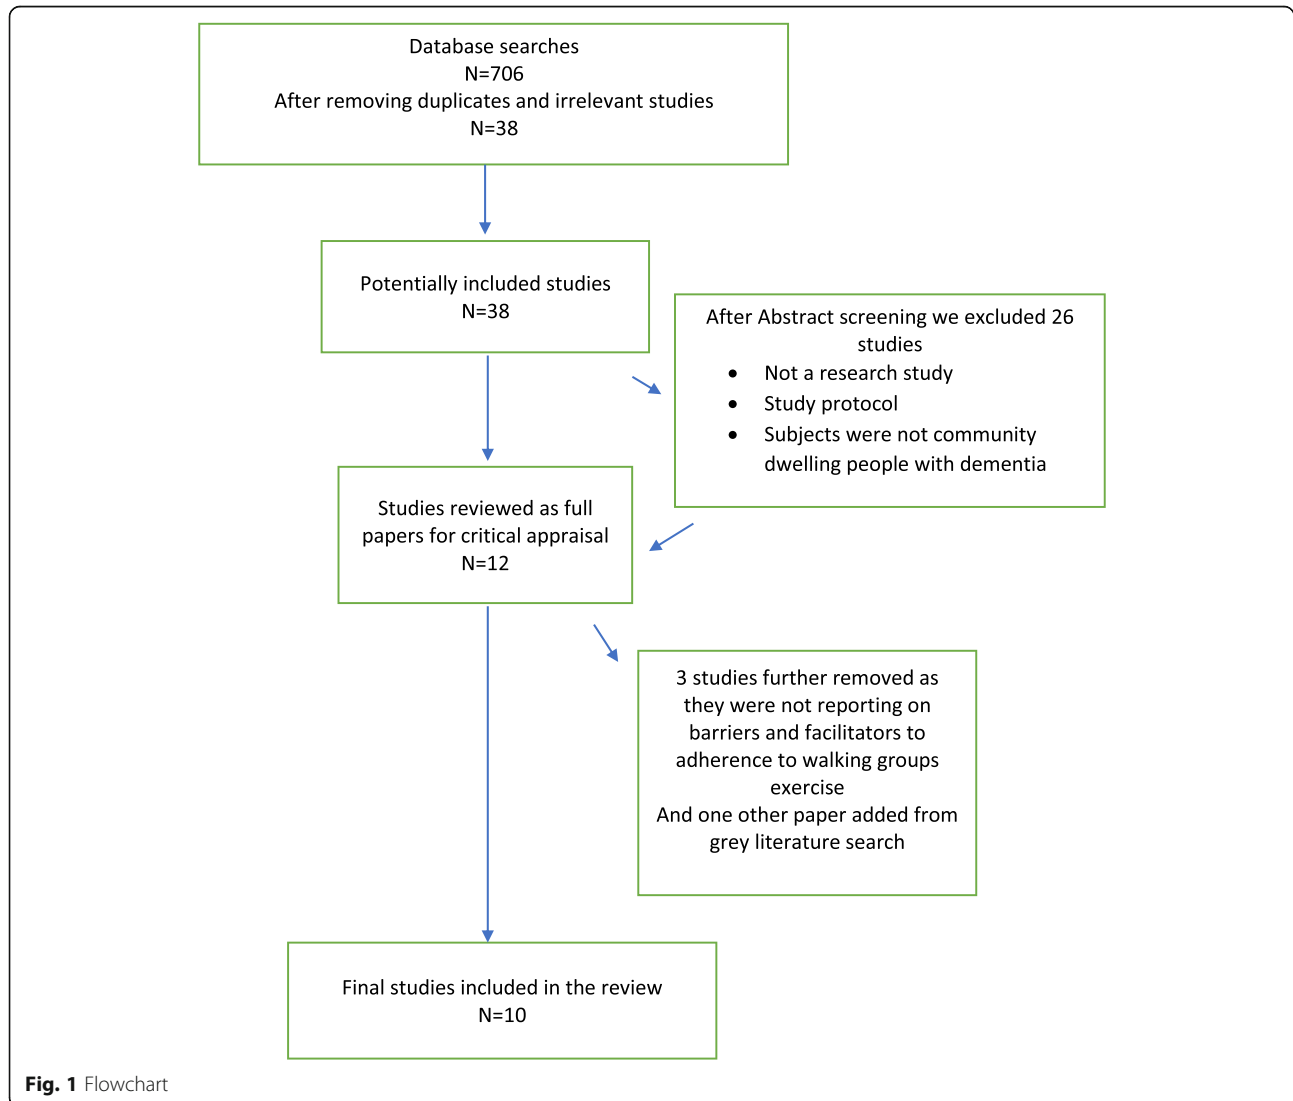 Database searches
N=706
After removing duplicates and irrelevant studies
N=38
Potentially included studies
N=38
After Abstract screening we excluded 26
studies
• Not a research study
• Study protocol
• Subjects were not community
dwelling people with dementia
Studies reviewed as full
papers for critical appraisal
N=12
3 studies further removed as
they were not reporting on
barriers and facilitators to
adherence to walking groups
exercise
And one other paper added from
grey literature search
Final studies included in the review
N=10
Fig. 1 Flowchart